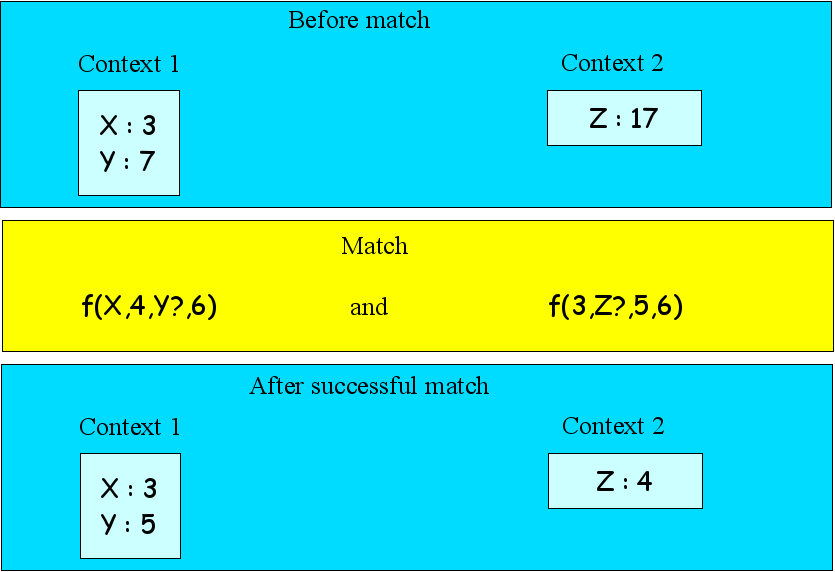 Before match
Context 1
Context 2
X : 3
Y : 7
Z : 17
Match
f(X,4,Y?,6)
and
f(3,Z?,5,6)
After successful match
Context 1
Context 2
X : 3
Y : 5
Z : 4